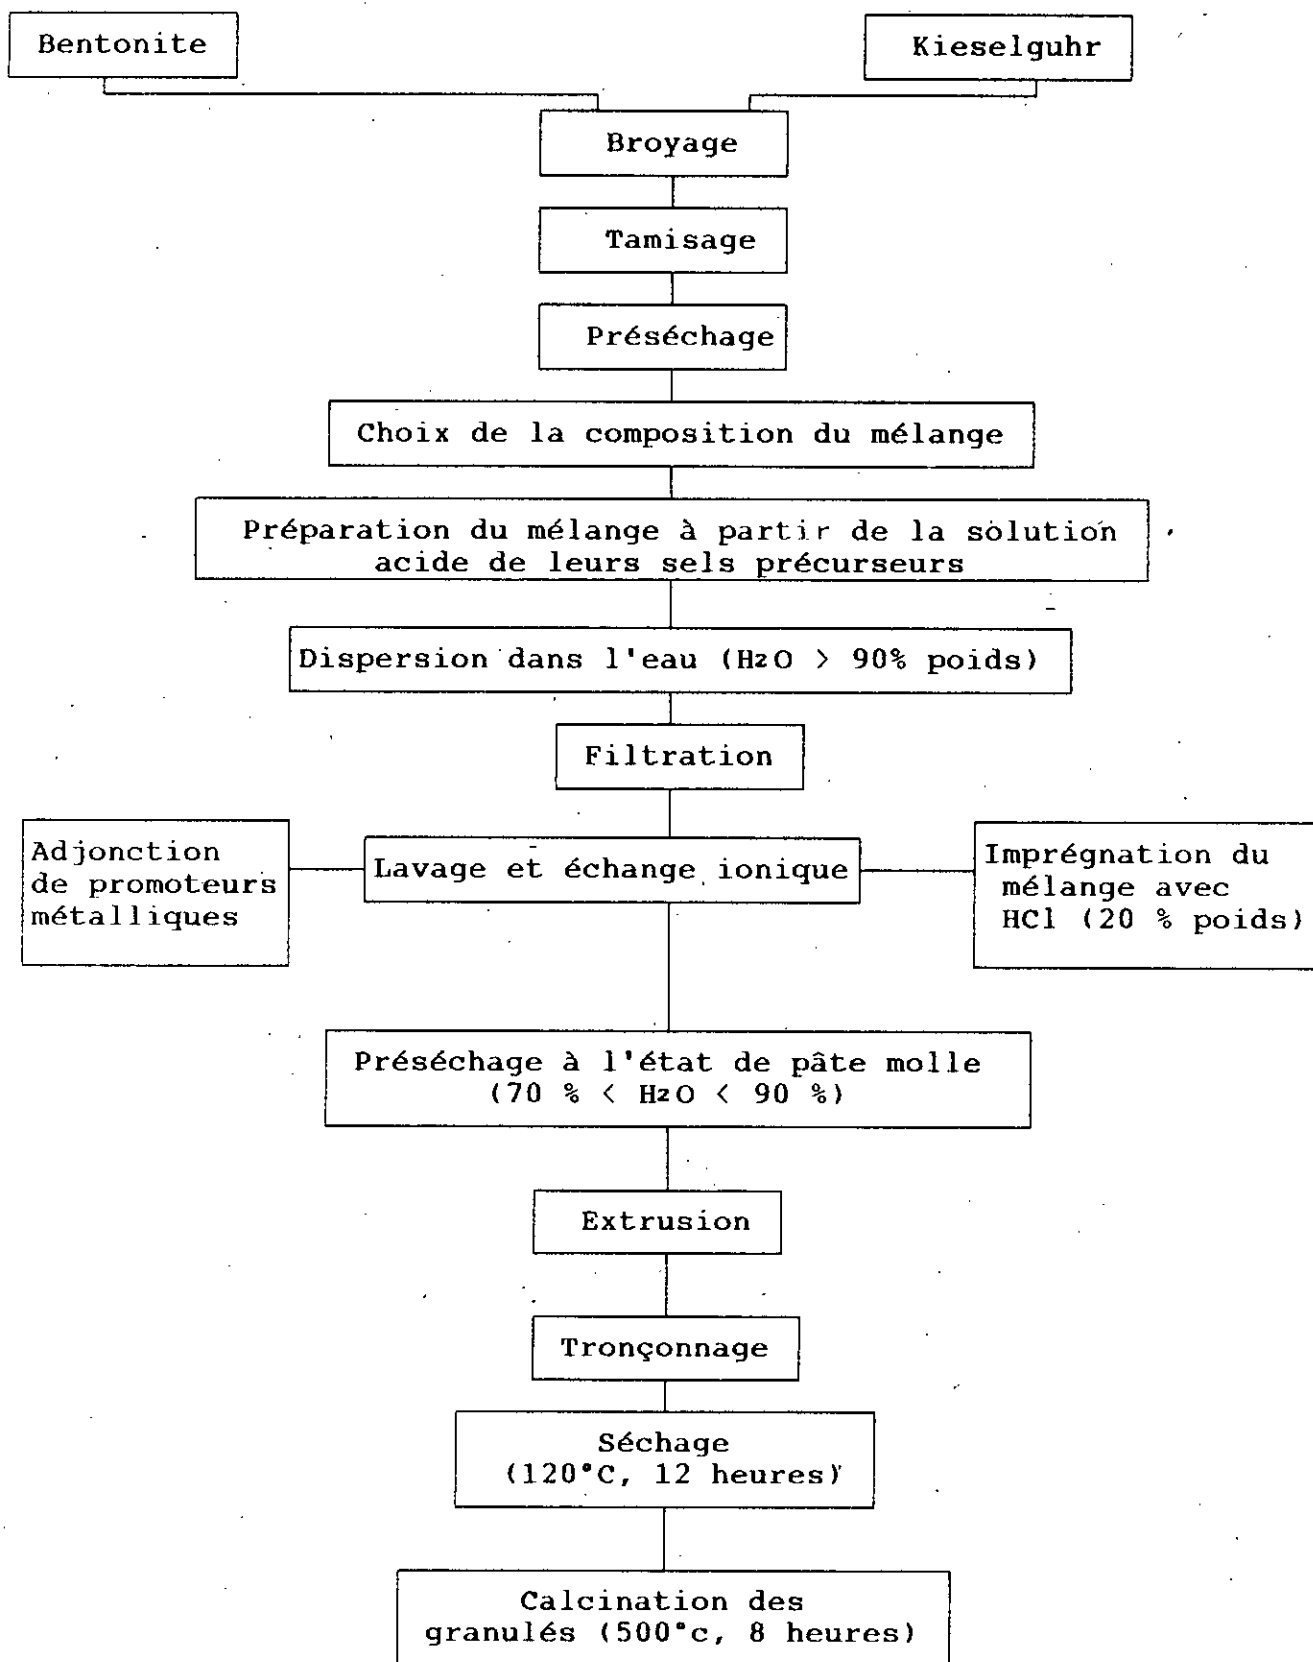 Bentonite
Kieselguhr
Broyage
Tamisage
Préséchage
Choix de la composition du mélange
Préparation du mélange à partir de la solution
acide de leurs sels précurseurs
Dispersion dans l'eau (H2O > 90% poids)
Filtration
Adjonction
de promoteurs
métalliques
Lavage et échange ionique
Imprégnation du
mélange avec
HCl (20 % poids)
Préséchage à l'état de pâte molle
(70 % < H2O < 90 %)
Extrusion
Tronçonnage
Séchage
(120°C, 12 heures)
Calcination des
granulés (500°c, 8 heures)